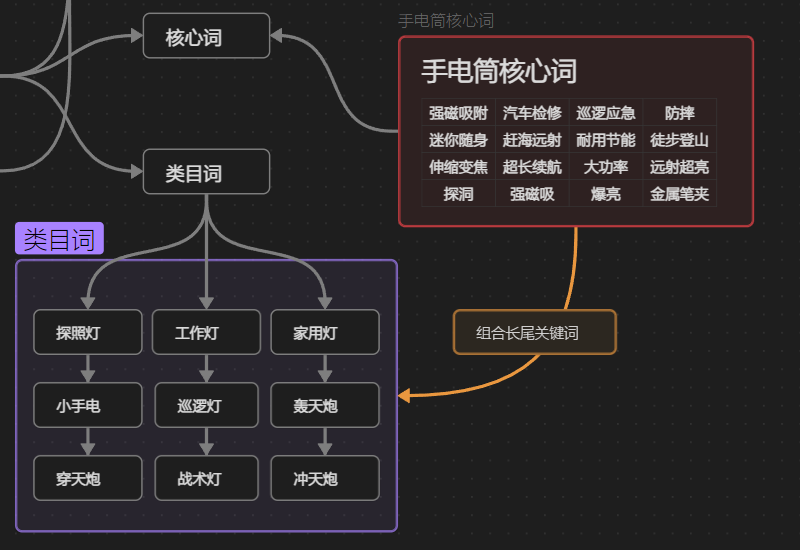 手电筒核心词
核心词
手电筒核心词
强磁吸附 汽车检修 巡逻应急 防摔
迷你随身 赶海远射 耐用节能 徒步登山
伸缩变焦 超长续航 大功率 远射超亮
探洞 强磁吸 爆亮 金属笔夹
类目词
类目词
组合长尾关键词
探照灯 工作灯 家用灯
小手电 巡逻灯 轰天炮
穿天炮 战术灯 冲天炮